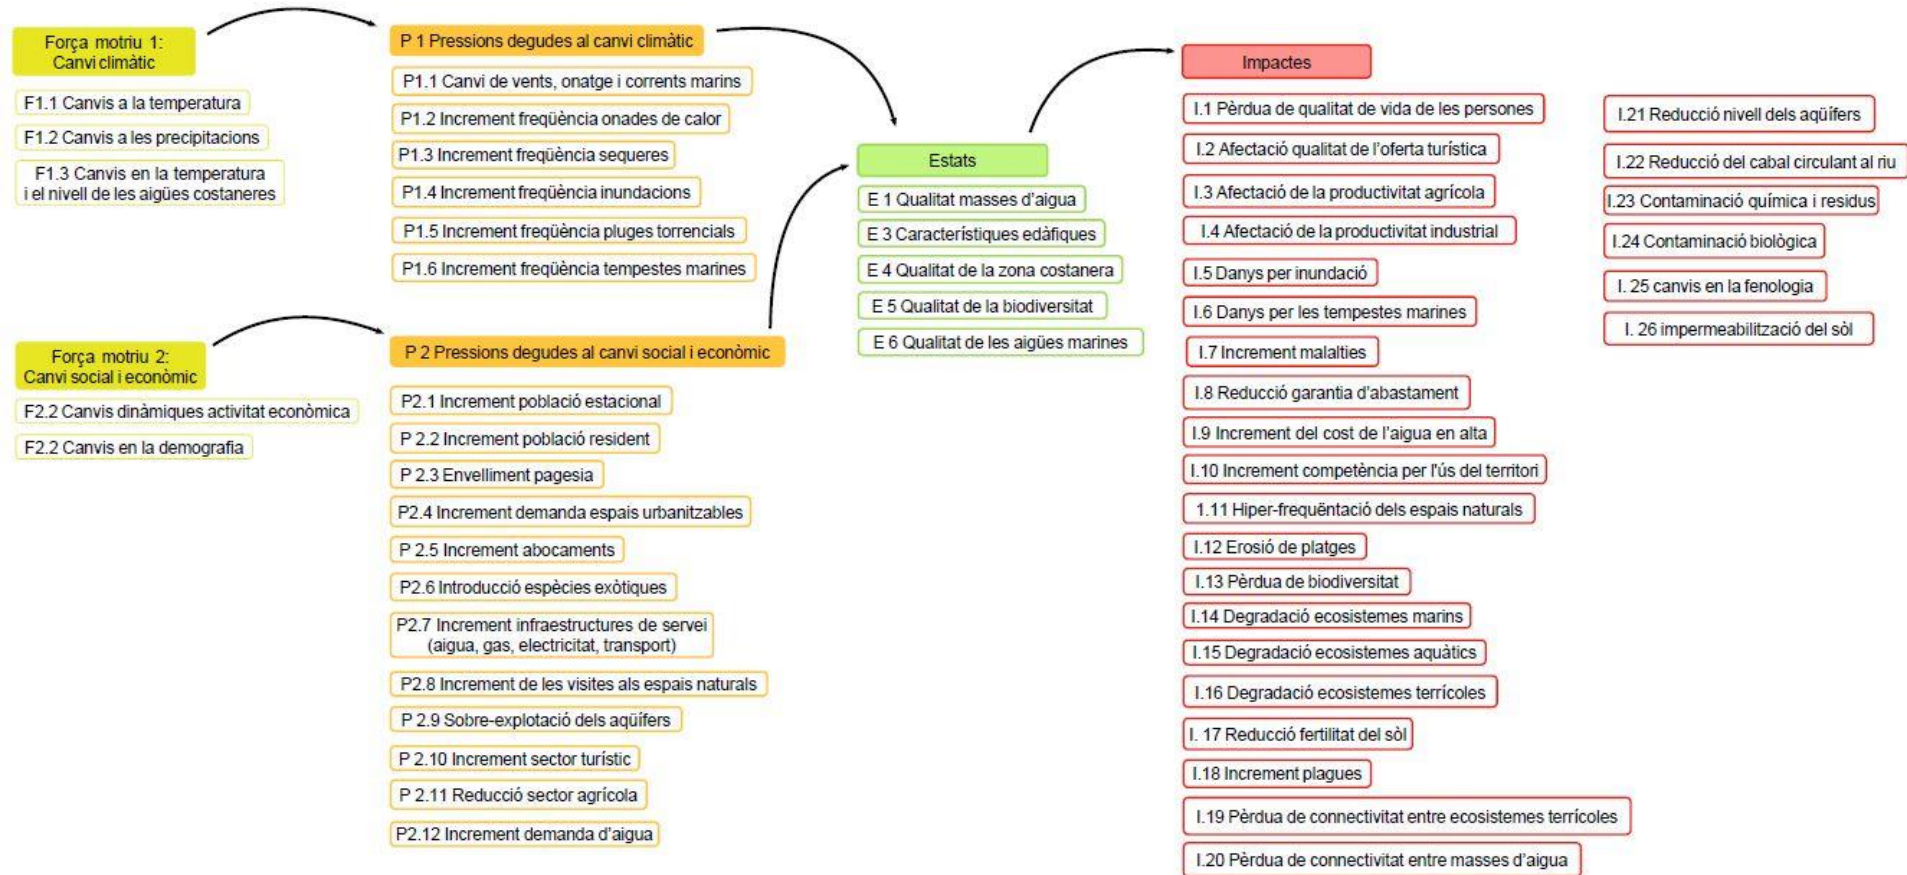 Força motriu 1:
Canvi climàtic
F1.1 Canvis a la temperatura
F1.2 Canvis a les precipitacions
F1.3 Canvis en la temperatura
i el nivell de les aigües costaneres
Força motriu 2:
Canvi social i econòmic
F2.2 Canvis dinàmiques activitat econòmica
F2.2 Canvis en la demografia
P 1 Pressions degudes al canvi climàtic
P1.1 Canvi de vents, onatge i corrents marins
P1.2 Increment freqüència onades de calor
P1.3 Increment freqüència sequeres
P1.4 Increment freqüència inundacions
P1.5 Increment freqüència pluges torrencials
P1.6 Increment freqüència tempestes marines
P 2 Pressions degudes al canvi social i econòmic
P2.1 Increment població estacional
P 2.2 Increment població resident
P 2.3 Envelliment pagesia
P2.4 Increment demanda espais urbanitzables
P 2.5 Increment abocaments
P2.6 Introducció espècies exòtiques
P2.7 Increment infraestructures de servei
(aigua, gas, electricitat, transport)
P2.8 Increment de les visites als espais naturals
P 2.9 Sobre-explotació dels aqüífers
P 2.10 Increment sector turístic
P 2.11 Reducció sector agrícola
P2.12 Increment demanda d'aigua
Estats
E 1 Qualitat masses d'aigua
E 3 Característiques edàfiques
E 4 Qualitat de la zona costanera
E 5 Qualitat de la biodiversitat
E 6 Qualitat de les aigües marines
Impactes
I.1 Pèrdua de qualitat de vida de les persones
I.2 Afectació qualitat de l'oferta turística
I.3 Afectació de la productivitat agrícola
I.4 Afectació de la productivitat industrial
I.5 Danys per inundació
I.6 Danys per les tempestes marines
I.7 Increment malalties
I.8 Reducció garantia d'abastament
I.9 Increment del cost de l'aigua en alta
I.10 Increment competència per l'ús del territori
1.11 Hiper-freqüëntació dels espais naturals
I.12 Erosió de platges
I.13 Pèrdua de biodiversitat
I.14 Degradació ecosistemes marins
I.15 Degradació ecosistemes aquàtics
I.16 Degradació ecosistemes terrícoles
I. 17 Reducció fertilitat del sòl
I.18 Increment plagues
I.19 Pèrdua de connectivitat entre ecosistemes terrícoles
I.20 Pèrdua de connectivitat entre masses d'aigua
I.21 Reducció nivell dels aqüífers
I.22 Reducció del cabal circulant al riu
I.23 Contaminació química i residus
I.24 Contaminació biològica
I. 25 canvis en la fenologia
I. 26 impermeabilització del sòl